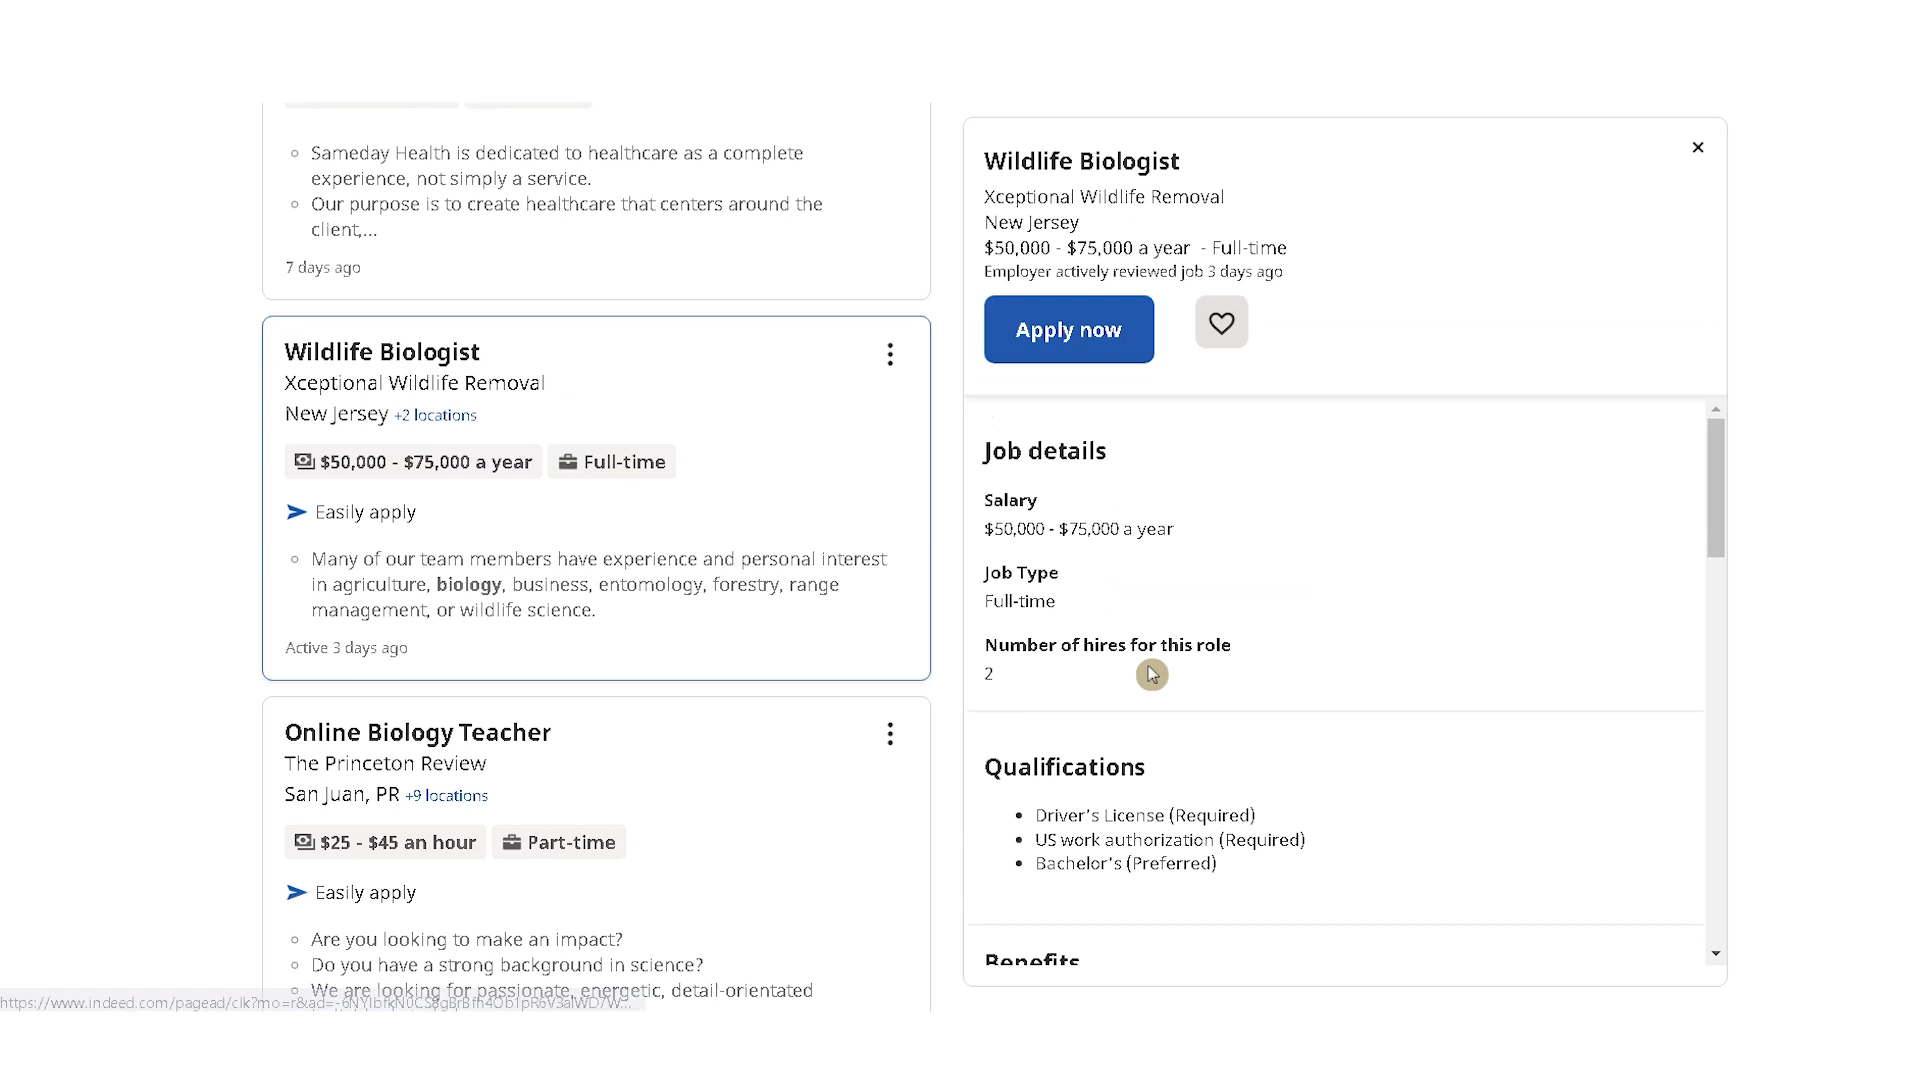 Sameday Health is dedicated to healthcare as a complete
experience, not simply a service.
Our purpose is to create healthcare that centers around the
client,...
7 days ago
Wildlife Biologist
Xceptional Wildlife Removal
New Jersey +2 locations
$50,000 - $75,000 a year Full-time
Easily apply
Many of our team members have experience and personal interest
in agriculture, biology, business, entomology, forestry, range
management, or wildlife science.
Active 3 days ago
Online Biology Teacher
The Princeton Review
San Juan, PR +9 locations
$25 - $45 an hour Part-time
Easily apply
Are you looking to make an impact?
Do you have a strong background in science?
We are looking for passionate, energetic, detail-orientated
Wildlife Biologist
Xceptional Wildlife Removal
New Jersey
$50,000 - $75,000 a year - Full-time
Employer actively reviewed job 3 days ago
Apply now
Job details
Salary
$50,000 - $75,000 a year
Job Type
Full-time
Number of hires for this role
2
Qualifications
Driver's License (Required)
US work authorization (Required)
Bachelor's (Preferred)
Benefits